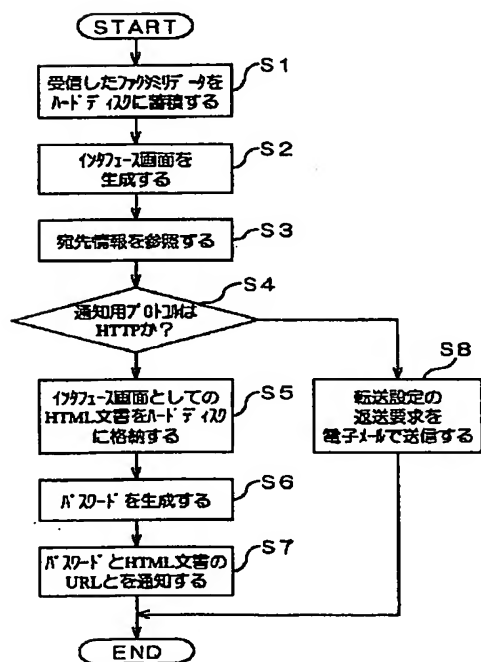 START
受信したファクシミリデータを
ハードディスクに蓄積する
S1
インタフェース画面を
生成する
S2
宛先情報を参照する
S3
通知用プロトコルは
HTTPか?
S4
インタフェース画面としての
HTML文書をハードディスク
に格納する
S5
転送設定の
返送要求を
電子メールで送信する
S8
パスワードを生成する
S6
パスワードとHTML文書の
URLとを通知する
S7
END